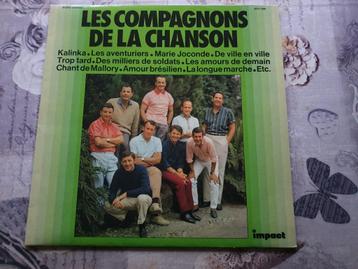 LES COMPAGNONS
DE LA CHANSON
Kalinka • Les aventuriers • Marie Joconde • De ville en ville
Trop tard • Des milliers de soldats • Les amours de demain
Chant de Mallory • Amour brésilien • La longue marche • Etc.
impact